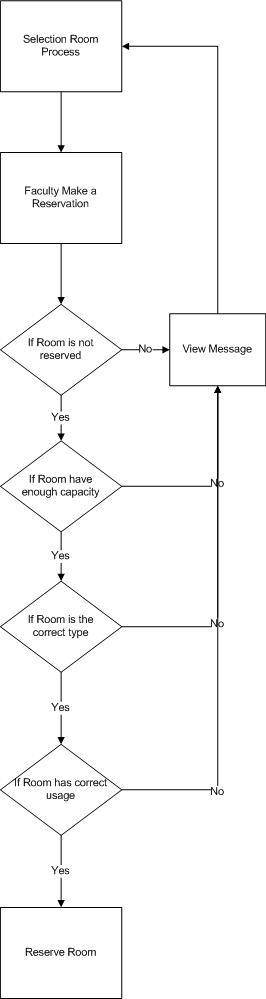 Selection Room
Process
Faculty Make a
Reservation
If Room is not
reserved
No
View Message
Yes
If Room have
enough capacity
No
Yes
If Room is the
correct type
No
Yes
If Room has correct
usage
No
Yes
Reserve Room